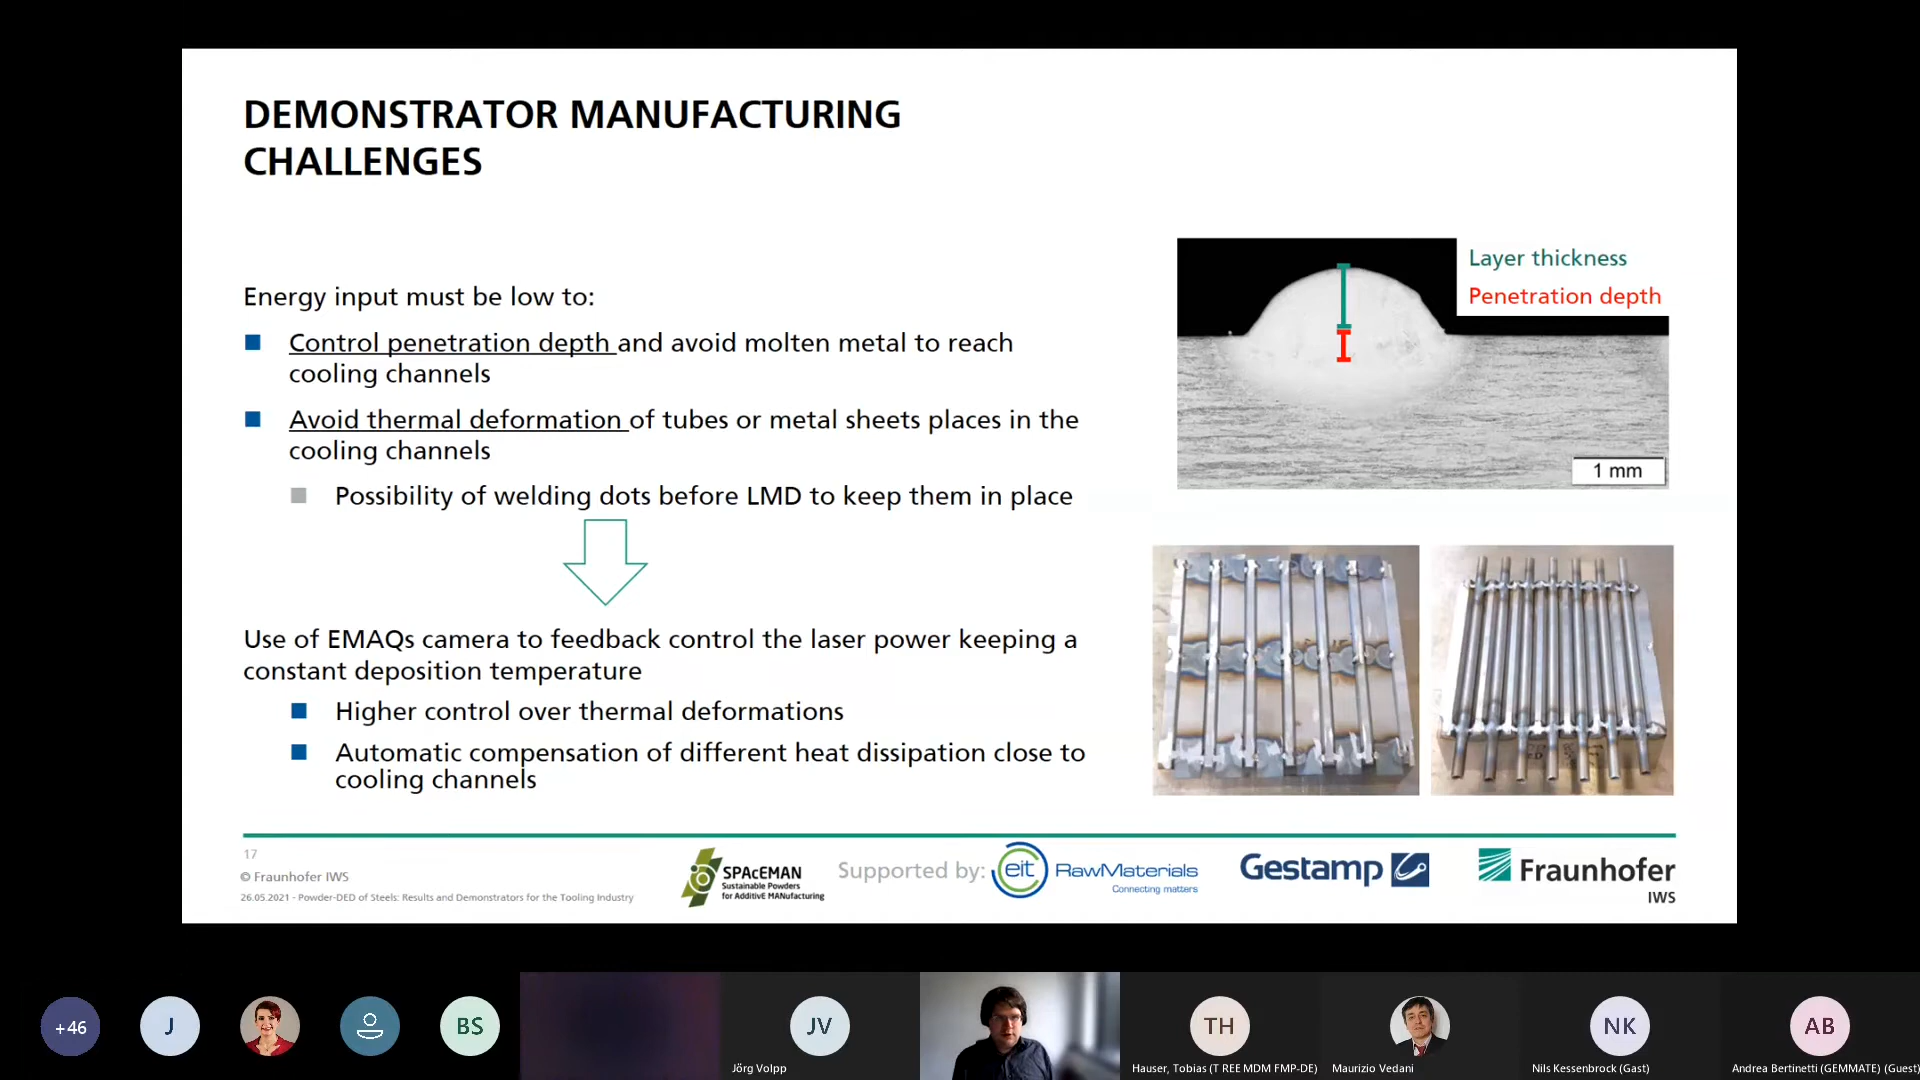 DEMONSTRATOR MANUFACTURING
CHALLENGES
Energy input must be low to:
Control penetration depth and avoid molten metal to reach
cooling channels
Avoid thermal deformation of tubes or metal sheets places in the
cooling channels
Possibility of welding dots before LMD to keep them in place
Use of EMAQs camera to feedback control the laser power keeping a
constant deposition temperature
Higher control over thermal deformations
Automatic compensation of different heat dissipation close to
cooling channels
Layer thickness
Penetration depth
1 mm
17
© Fraunhofer IWS
26.05.2021 - Powder-DED of Steels: Results and Demonstrators for the Tooling Industry
SPAcEMAN
Sustainable Powders
for AdditivE MANufacturing
Supported by:
eit RawMaterials
Connecting matters
Gestamp
Fraunhofer
IWS
+46
J
BS
JV
TH
NK
AB
Jörg Volpp
Hauser, Tobias (T REE MDM FMP-DE)
Maurizio Vedani
Nils Kessenbrock (Gast)
Andrea Bertinetti (GEMMATE) (Guest)